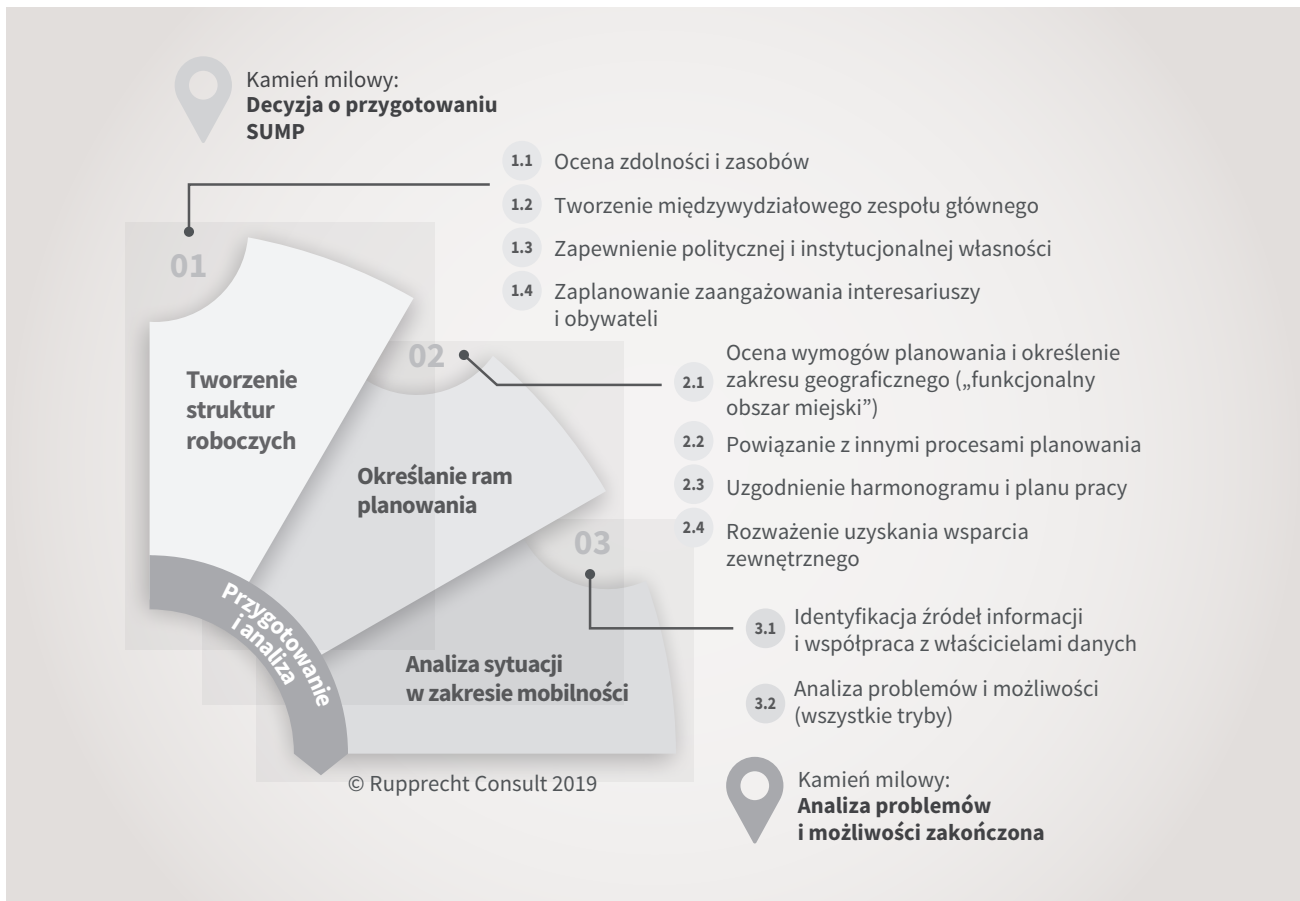 Kamień milowy:
Decyzja o przygotowaniu
SUMP
01
Tworzenie
struktur
roboczych
1.1 Ocena zdolności i zasobów
1.2 Tworzenie międzywydziałowego zespołu głównego
1.3 Zapewnienie politycznej i instytucjonalnej własności
1.4 Zaplanowanie zaangażowania interesariuszy
i obywateli
02
Określanie ram
planowania
2.1 Ocena wymogów planowania i określenie
zakresu geograficznego („funkcjonalny
obszar miejski”)
2.2 Powiązanie z innymi procesami planowania
2.3 Uzgodnienie harmonogramu i planu pracy
2.4 Rozważenie uzyskania wsparcia
zewnętrznego
03
Analiza sytuacji
w zakresie mobilności
3.1 Identyfikacja źródeł informacji
i współpraca z właścicielami danych
3.2 Analiza problemów i możliwości
(wszystkie tryby)
Przygotowanie
i analiza
© Rupprecht Consult 2019
Kamień milowy:
Analiza problemów
i możliwości zakończona